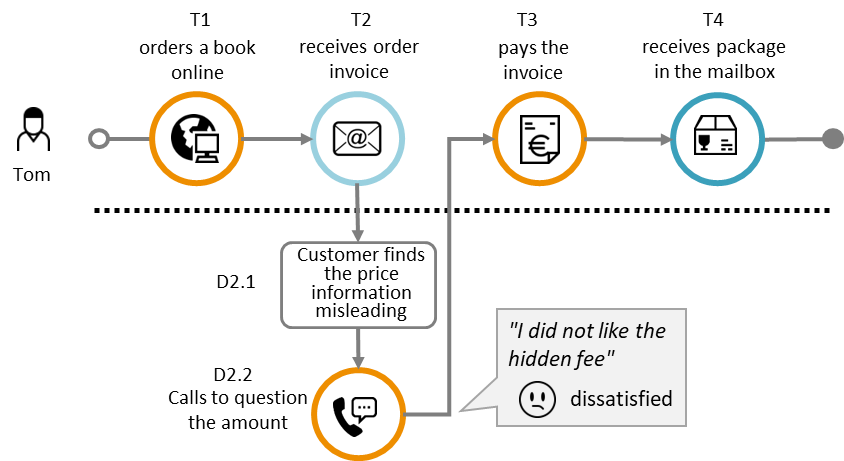 T1
orders a book
online
T2
receives order
invoice
T3
pays the
invoice
T4
receives package
in the mailbox
Tom
@
€
D2.1
Customer finds
the price
information
misleading
D2.2
Calls to question
the amount
"I did not like the
hidden fee"
dissatisfied